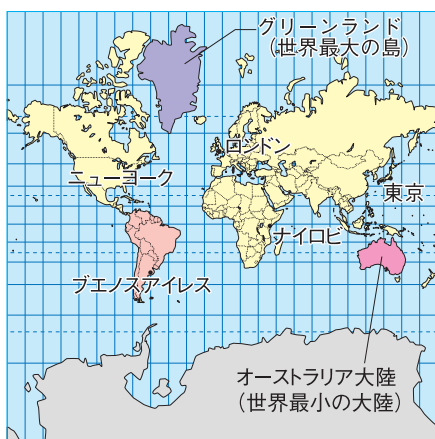 グリーンランド
（世界最大の島）
ロンドン
ニューヨーク
東京
ナイロビ
ブエノスアイレス
オーストラリア大陸
（世界最小の大陸）